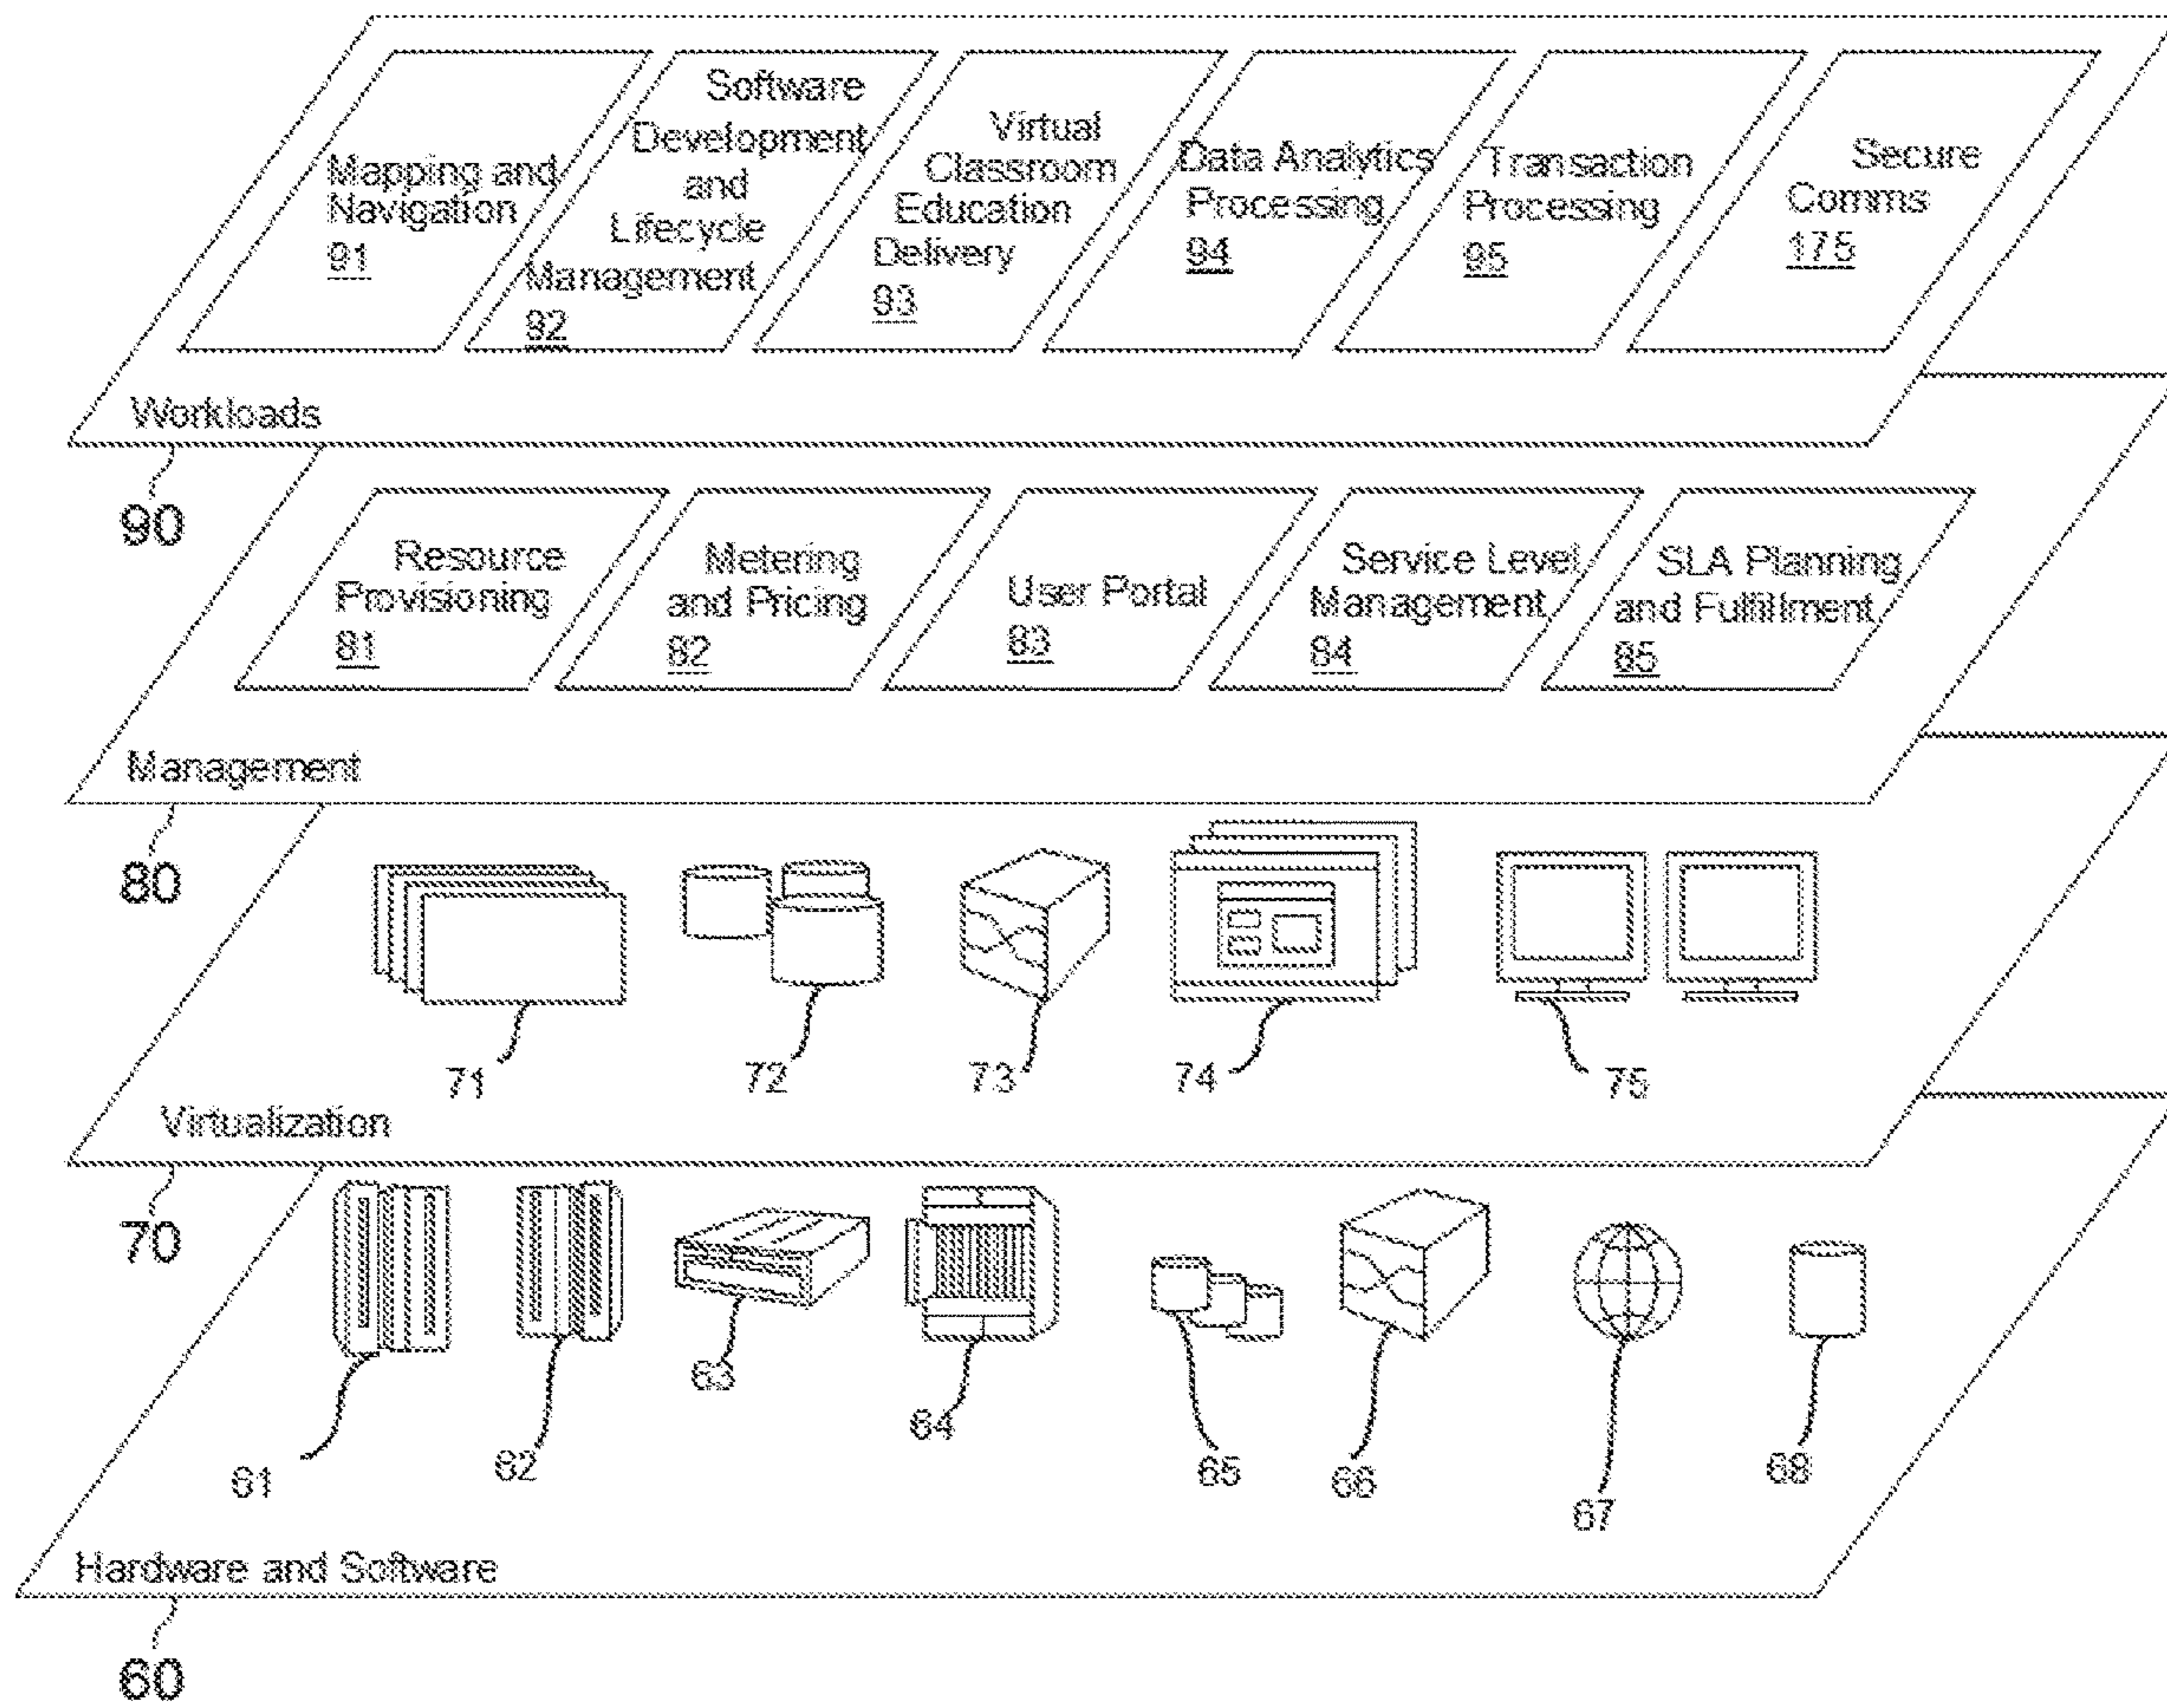 Mapping and
Navigation
91
Software
Development
and
Lifecycle
Management
92
Virtual
Classroom
Education
Delivery
93
Data Analytics
Processing
94
Transaction
Processing
95
Secure
Comms
175
Workloads
90
Resource
Provisioning
81
Metering
and Pricing
82
User Portal
83
Service Level
Management
84
SLA Planning
and Fulfillment
85
Management
80
71
72
73
74
75
Virtualization
70
61
62
63
64
65
66
67
68
Hardware and Software
60